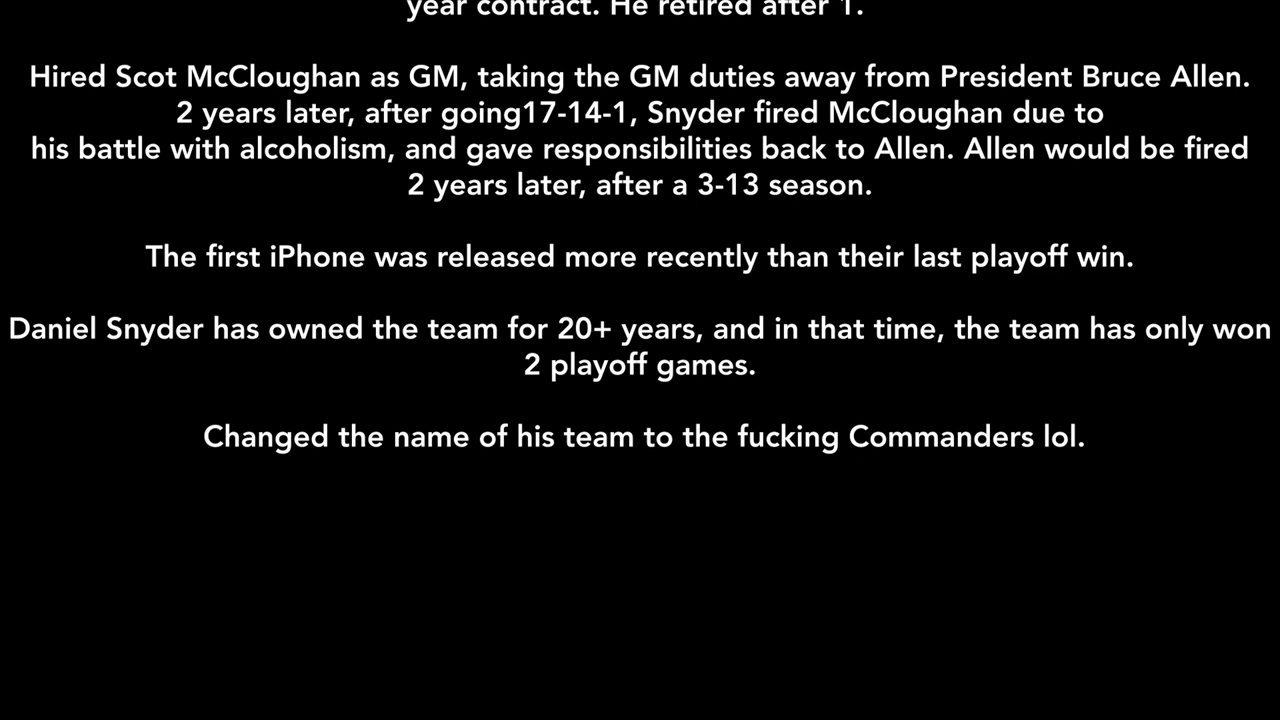 year contract. He retired after 1.
Hired Scot McCloughan as GM, taking the GM duties away from President Bruce Allen.
2 years later, after going17-14-1, Snyder fired McCloughan due to
his battle with alcoholism, and gave responsibilities back to Allen. Allen would be fired
2 years later, after a 3-13 season.
The first iPhone was released more recently than their last playoff win.
Daniel Snyder has owned the team for 20+ years, and in that time, the team has only won
2 playoff games.
Changed the name of his team to the fucking Commanders lol.